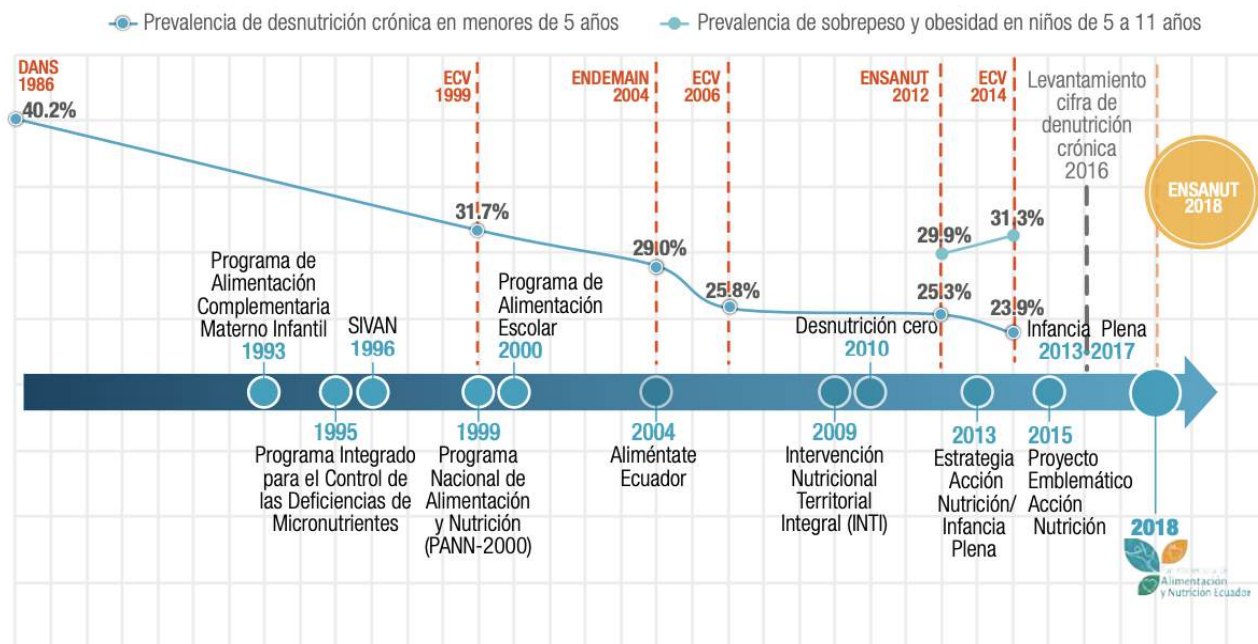 Prevalencia de desnutrición crónica en menores de 5 años
Prevalencia de sobrepeso y obesidad en niños de 5 a 11 años
DANS
1986
40.2%
ECV
1999
31.7%
ENDEMAIN
2004
29.0%
ECV
2006
25.8%
ENSANUT
2012
29.9%
25.3%
ECV
2014
31.3%
23.9%
Levantamiento
cifra de
denutrición
crónica
2016
ENSANUT
2018
Programa de
Alimentación
Complementaria
Materno Infantil
1993
SIVAN
1996
Programa de
Alimentación
Escolar
2000
Desnutrición cero
2010
Infancia Plena
2013-2017
1995
Programa Integrado
para el Control de
las Deficiencias de
Micronutrientes
1999
Programa
Nacional de
Alimentación
y Nutrición
(PANN-2000)
2004
Aliméntate
Ecuador
2009
Intervención
Nutricional
Territorial
Integral (INTI)
2013
Estrategia
Acción
Nutrición/
Infancia
Plena
2015
Proyecto
Emblemático
Acción
Nutrición
2018
Alimentación
y Nutrición Ecuador